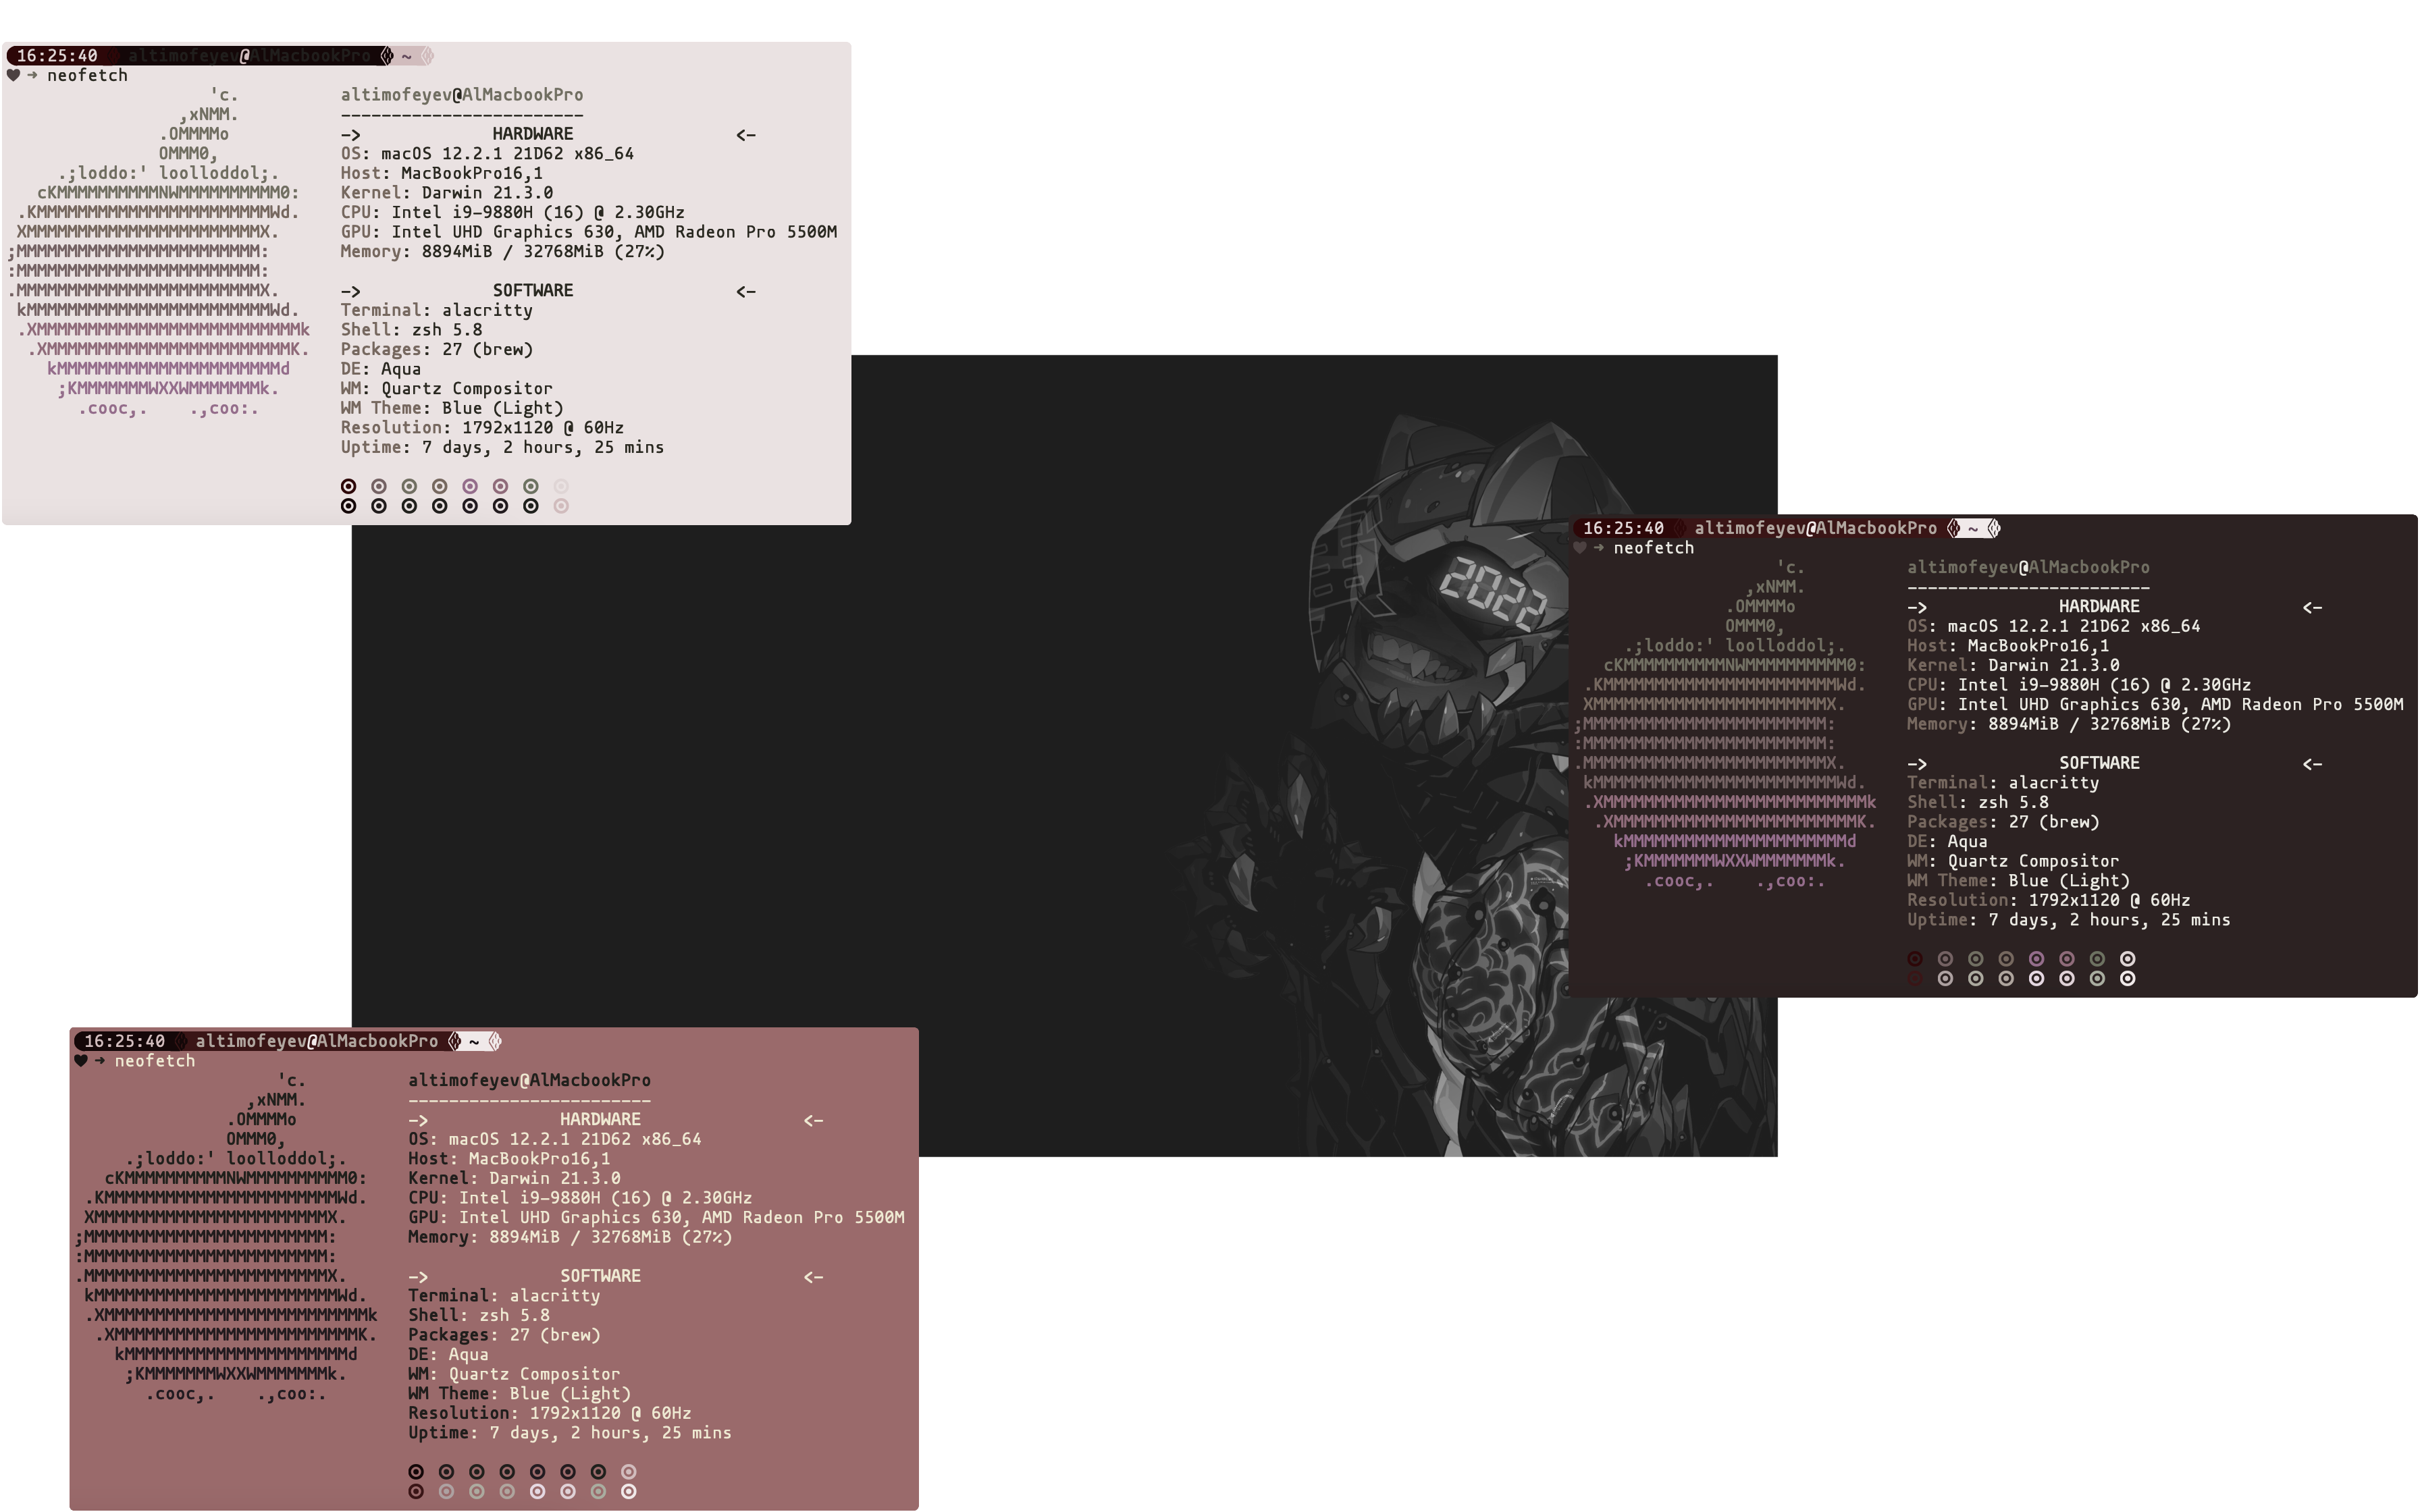 16:25:40 altimofeyev@AlMacbookPro ~
♥ ➜ neofetch
'c.
,xNMM.
.OMMMMo
OMMM0,
.;loddo:' loolloddol;.
cKMMMMMMMMMMNWMMMMMMMMMM0:
.KMMMMMMMMMMMMMMMMMMMMMMMWd.
XMMMMMMMMMMMMMMMMMMMMMMMX.
;MMMMMMMMMMMMMMMMMMMMMMMM:
:MMMMMMMMMMMMMMMMMMMMMMMM:
.MMMMMMMMMMMMMMMMMMMMMMMMX.
kMMMMMMMMMMMMMMMMMMMMMMMMWd.
.XMMMMMMMMMMMMMMMMMMMMMMMMMMk
.XMMMMMMMMMMMMMMMMMMMMMMMMK.
kMMMMMMMMMMMMMMMMMMMMMMd
;KMMMMMMMWXXWMMMMMMMk.
.cooc,. .,coo:.
altimofeyev@AlMacbookPro
------------------------
-> HARDWARE <-
OS: macOS 12.2.1 21D62 x86_64
Host: MacBookPro16,1
Kernel: Darwin 21.3.0
CPU: Intel i9-9880H (16) @ 2.30GHz
GPU: Intel UHD Graphics 630, AMD Radeon Pro 5500M
Memory: 8894MiB / 32768MiB (27%)
-> SOFTWARE <-
Terminal: alacritty
Shell: zsh 5.8
Packages: 27 (brew)
DE: Aqua
WM: Quartz Compositor
WM Theme: Blue (Light)
Resolution: 1792x1120 @ 60Hz
Uptime: 7 days, 2 hours, 25 mins
2022
16:25:40 altimofeyev@AlMacbookPro ~
♥ ➜ neofetch
'c.
,xNMM.
.OMMMMo
OMMM0,
.;loddo:' loolloddol;.
cKMMMMMMMMMMNWMMMMMMMMMM0:
.KMMMMMMMMMMMMMMMMMMMMMMMWd.
XMMMMMMMMMMMMMMMMMMMMMMMX.
;MMMMMMMMMMMMMMMMMMMMMMMM:
:MMMMMMMMMMMMMMMMMMMMMMMM:
.MMMMMMMMMMMMMMMMMMMMMMMMX.
kMMMMMMMMMMMMMMMMMMMMMMMMWd.
.XMMMMMMMMMMMMMMMMMMMMMMMMMMk
.XMMMMMMMMMMMMMMMMMMMMMMMMK.
kMMMMMMMMMMMMMMMMMMMMMMd
;KMMMMMMMWXXWMMMMMMMk.
.cooc,. .,coo:.
altimofeyev@AlMacbookPro
------------------------
-> HARDWARE <-
OS: macOS 12.2.1 21D62 x86_64
Host: MacBookPro16,1
Kernel: Darwin 21.3.0
CPU: Intel i9-9880H (16) @ 2.30GHz
GPU: Intel UHD Graphics 630, AMD Radeon Pro 5500M
Memory: 8894MiB / 32768MiB (27%)
-> SOFTWARE <-
Terminal: alacritty
Shell: zsh 5.8
Packages: 27 (brew)
DE: Aqua
WM: Quartz Compositor
WM Theme: Blue (Light)
Resolution: 1792x1120 @ 60Hz
Uptime: 7 days, 2 hours, 25 mins
16:25:40 altimofeyev@AlMacbookPro ~
♥ ➜ neofetch
'c.
,xNMM.
.OMMMMo
OMMM0,
.;loddo:' loolloddol;.
cKMMMMMMMMMMNWMMMMMMMMMM0:
.KMMMMMMMMMMMMMMMMMMMMMMMWd.
XMMMMMMMMMMMMMMMMMMMMMMMX.
;MMMMMMMMMMMMMMMMMMMMMMMM:
:MMMMMMMMMMMMMMMMMMMMMMMM:
.MMMMMMMMMMMMMMMMMMMMMMMMX.
kMMMMMMMMMMMMMMMMMMMMMMMMWd.
.XMMMMMMMMMMMMMMMMMMMMMMMMMMk
.XMMMMMMMMMMMMMMMMMMMMMMMMK.
kMMMMMMMMMMMMMMMMMMMMMMd
;KMMMMMMMWXXWMMMMMMMk.
.cooc,. .,coo:.
altimofeyev@AlMacbookPro
------------------------
-> HARDWARE <-
OS: macOS 12.2.1 21D62 x86_64
Host: MacBookPro16,1
Kernel: Darwin 21.3.0
CPU: Intel i9-9880H (16) @ 2.30GHz
GPU: Intel UHD Graphics 630, AMD Radeon Pro 5500M
Memory: 8894MiB / 32768MiB (27%)
-> SOFTWARE <-
Terminal: alacritty
Shell: zsh 5.8
Packages: 27 (brew)
DE: Aqua
WM: Quartz Compositor
WM Theme: Blue (Light)
Resolution: 1792x1120 @ 60Hz
Uptime: 7 days, 2 hours, 25 mins